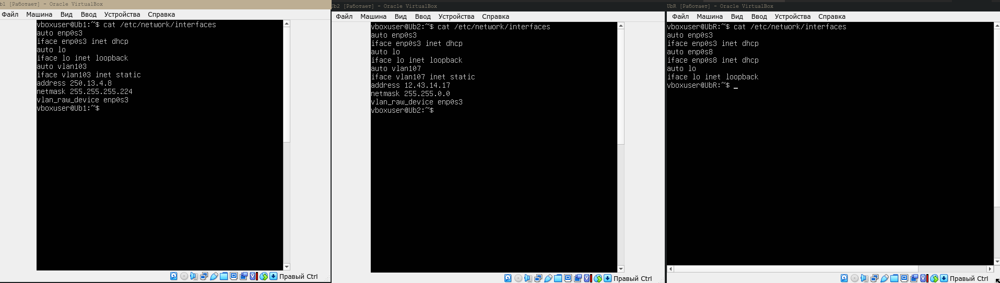 b1 [Работает] - Oracle VirtualBox
Файл Машина Вид Ввод Устройства Справка
vboxuser@Ub1:~$ cat /etc/network/interfaces
auto enp0s3
iface enp0s3 inet dhcp
auto lo
iface lo inet loopback
auto vlan103
iface vlan103 inet static
address 250.13.4.8
netmask 255.255.255.224
vlan_raw_device enp0s3
vboxuser@Ub1:~$
Правый Ctrl
Ub2 [Работает] - Oracle VirtualBox
Файл Машина Вид Ввод Устройства Справка
vboxuser@Ub2:~$ cat /etc/network/interfaces
auto enp0s3
iface enp0s3 inet dhcp
auto lo
iface lo inet loopback
auto vlan107
iface vlan107 inet static
address 12.43.14.17
netmask 255.255.0.0
vlan_raw_device enp0s3
vboxuser@Ub2:~$
Правый Ctrl
UbR [Работает] - Oracle VirtualBox
Файл Машина Вид Ввод Устройства Справка
vboxuser@UbR:~$ cat /etc/network/interfaces
auto enp0s3
iface enp0s3 inet dhcp
auto enp0s8
iface enp0s8 inet dhcp
auto lo
iface lo inet loopback
vboxuser@UbR:~$ _
Правый Ctrl